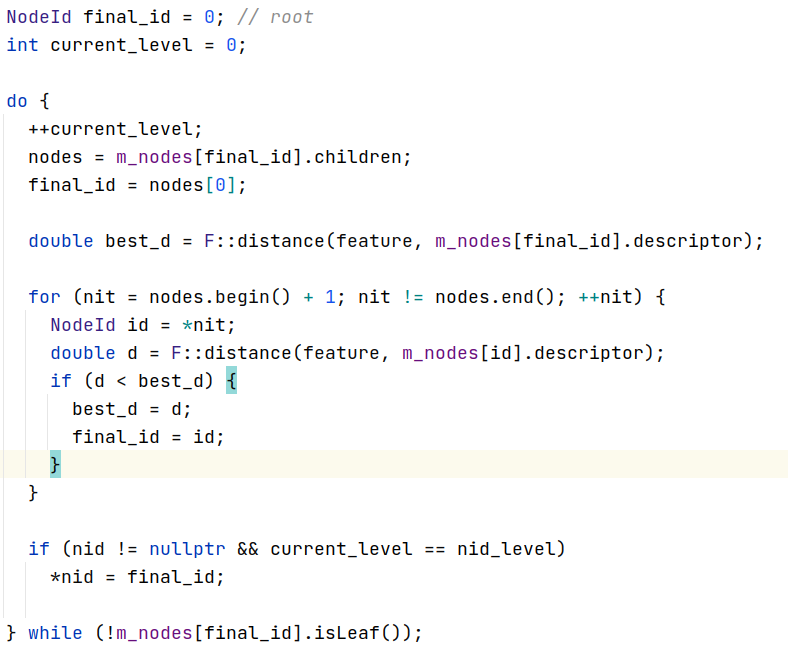 NodeId final_id = 0; // root
int current_level = 0;
do {
++current_level;
nodes = m_nodes[final_id].children;
final_id = nodes[0];
double best_d = F::distance(feature, m_nodes[final_id].descriptor);
for (nit = nodes.begin() + 1; nit != nodes.end(); ++nit) {
NodeId id = *nit;
double d = F::distance(feature, m_nodes[id].descriptor);
if (d < best_d) {
best_d = d;
final_id = id;
}
}
if (nid != nullptr && current_level == nid_level)
*nid = final_id;
} while (!m_nodes[final_id].isLeaf());